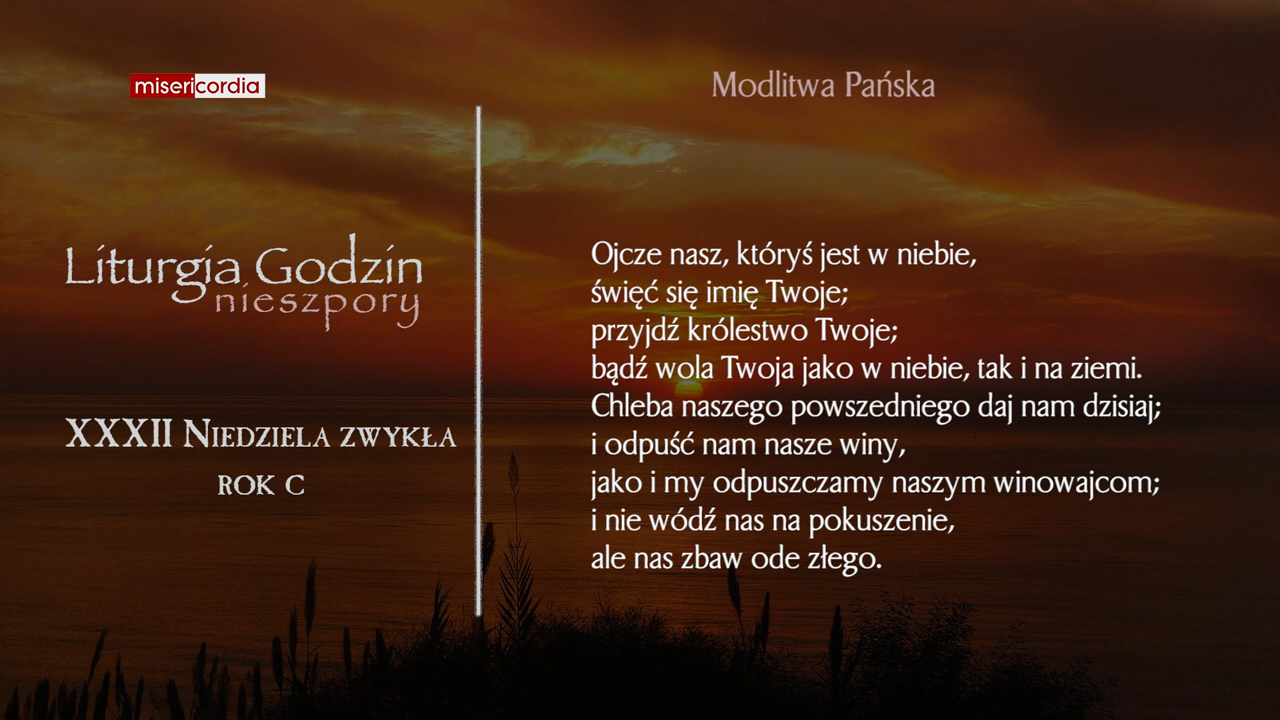 misericordia
Liturgia Godzin
nieszpory
XXXII Niedziela zwykła
rok C
Modlitwa Pańska
Ojcze nasz, któryś jest w niebie,
święć się imię Twoje;
przyjdź królestwo Twoje;
bądź wola Twoja jako w niebie, tak i na ziemi.
Chleba naszego powszedniego daj nam dzisiaj;
i odpuść nam nasze winy,
jako i my odpuszczamy naszym winowajcom;
i nie wódź nas na pokuszenie,
ale nas zbaw ode złego.